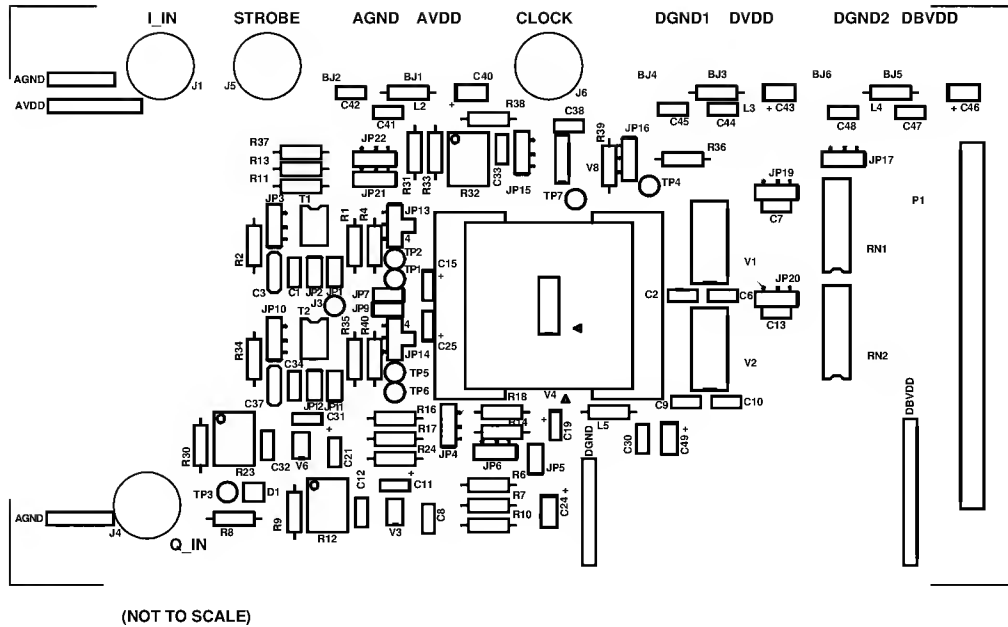 I_IN STROBE AGND AVDD CLOCK DGND1 DVDD DGND2 DBVDD
AGND
AVDD
J1 J5 J6
BJ2 BJ1 C40 BJ4 BJ3 BJ6 BJ5
C42 L2 C41 + R38 C38 C45 C44 L3 + C43 C48 L4 C47 + C46
R37
R13
R11
JP22
JP21
R31 R33 R32 C33 JP15 V8 R39 JP16 R36
TP7 TP4
JP19
C7
JP17
P1
JP3 T1 R1 R4 JP13
4
R2 TP2
TP1
C3 C1 JP2 JP1
J3
C15 +
JP7
JP9
V1
C2 C6
JP20
C13
RN1
JP10 T2 R35 R40 4
JP14
+ C25
R34 C34
TP5
TP6
C37 JP12 JP11
V2
RN2
V4
C31
R16
R17
R24
JP4
R18
R14
JP6
+ C19
JP5
L5
C9 C10
C30 C49 +
DGND
DBVDD
R30 R23 C32 V6 + C21
TP3 D1
R8
R9 R12 C12
+ C11
V3 C8
R6
R7
R10
C24 +
AGND
J4
Q_IN
(NOT TO SCALE)